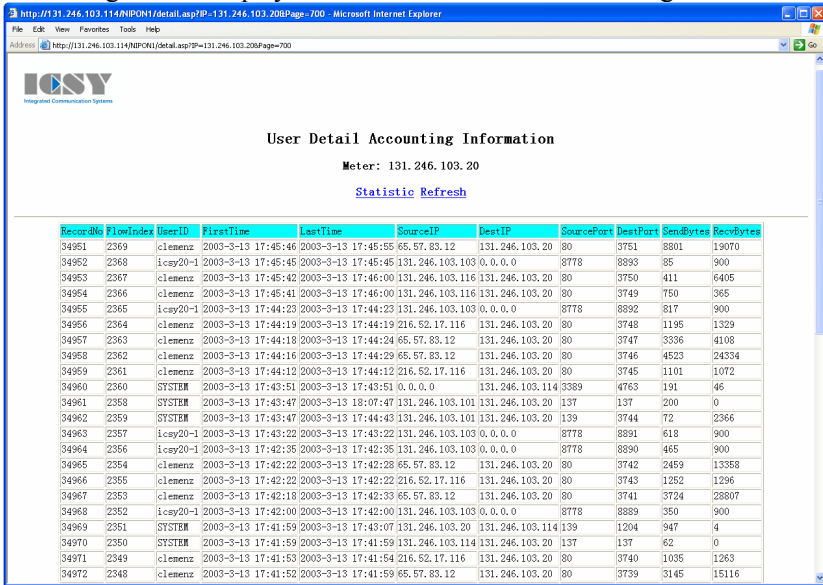 http://131.246.103.114/NIPON1/detail.asp?IP=131.246.103.20&Page=700 - Microsoft Internet Explorer
File Edit View Favorites Tools Help
Address http://131.246.103.114/NIPON1/detail.asp?IP=131.246.103.20&Page=700 Go
ICSY
Integrated Communication Systems
User Detail Accounting Information
Meter: 131.246.103.20
Statistic Refresh
RecordNo FlowIndex UserID FirstTime LastTime SourceIP DestIP SourcePort DestPort SendBytes RecvBytes
34951 2369 clemenz 2003-3-13 17:45:46 2003-3-13 17:45:55 65.57.83.12 131.246.103.20 80 3751 8801 19070
34952 2368 icsy20-1 2003-3-13 17:45:45 2003-3-13 17:45:45 131.246.103.103 0.0.0.0 8778 8893 85 900
34953 2367 clemenz 2003-3-13 17:45:42 2003-3-13 17:46:00 131.246.103.116 131.246.103.20 80 3750 411 6405
34954 2366 clemenz 2003-3-13 17:45:41 2003-3-13 17:46:00 131.246.103.116 131.246.103.20 80 3749 750 365
34955 2365 icsy20-1 2003-3-13 17:44:23 2003-3-13 17:44:23 131.246.103.103 0.0.0.0 8778 8892 817 900
34956 2364 clemenz 2003-3-13 17:44:19 2003-3-13 17:44:19 216.52.17.116 131.246.103.20 80 3748 1195 1329
34957 2363 clemenz 2003-3-13 17:44:18 2003-3-13 17:44:24 65.57.83.12 131.246.103.20 80 3747 3336 4108
34958 2362 clemenz 2003-3-13 17:44:16 2003-3-13 17:44:29 65.57.83.12 131.246.103.20 80 3746 4523 24334
34959 2361 clemenz 2003-3-13 17:44:12 2003-3-13 17:44:12 216.52.17.116 131.246.103.20 80 3745 1101 1072
34960 2360 SYSTEM 2003-3-13 17:43:51 2003-3-13 17:43:51 0.0.0.0 131.246.103.114 3389 4763 191 46
34961 2358 SYSTEM 2003-3-13 17:43:47 2003-3-13 18:07:47 131.246.103.101 131.246.103.20 137 137 200 0
34962 2359 SYSTEM 2003-3-13 17:43:47 2003-3-13 17:44:43 131.246.103.101 131.246.103.20 139 3744 72 2366
34963 2357 icsy20-1 2003-3-13 17:43:22 2003-3-13 17:43:22 131.246.103.103 0.0.0.0 8778 8891 618 900
34964 2356 icsy20-1 2003-3-13 17:42:35 2003-3-13 17:42:35 131.246.103.103 0.0.0.0 8778 8890 465 900
34965 2354 clemenz 2003-3-13 17:42:22 2003-3-13 17:42:28 65.57.83.12 131.246.103.20 80 3742 2459 13358
34966 2355 clemenz 2003-3-13 17:42:22 2003-3-13 17:42:22 216.52.17.116 131.246.103.20 80 3743 1252 1296
34967 2353 clemenz 2003-3-13 17:42:18 2003-3-13 17:42:33 65.57.83.12 131.246.103.20 80 3741 3724 28807
34968 2352 icsy20-1 2003-3-13 17:42:00 2003-3-13 17:42:00 131.246.103.103 0.0.0.0 8778 8889 350 900
34969 2351 SYSTEM 2003-3-13 17:41:59 2003-3-13 17:43:07 131.246.103.20 131.246.103.114 139 1204 947 4
34970 2350 SYSTEM 2003-3-13 17:41:59 2003-3-13 17:41:59 131.246.103.114 131.246.103.20 137 137 62 0
34971 2349 clemenz 2003-3-13 17:41:53 2003-3-13 17:41:54 216.52.17.116 131.246.103.20 80 3740 1035 1263
34972 2348 clemenz 2003-3-13 17:41:52 2003-3-13 17:41:59 65.57.83.12 131.246.103.20 80 3739 3145 15116